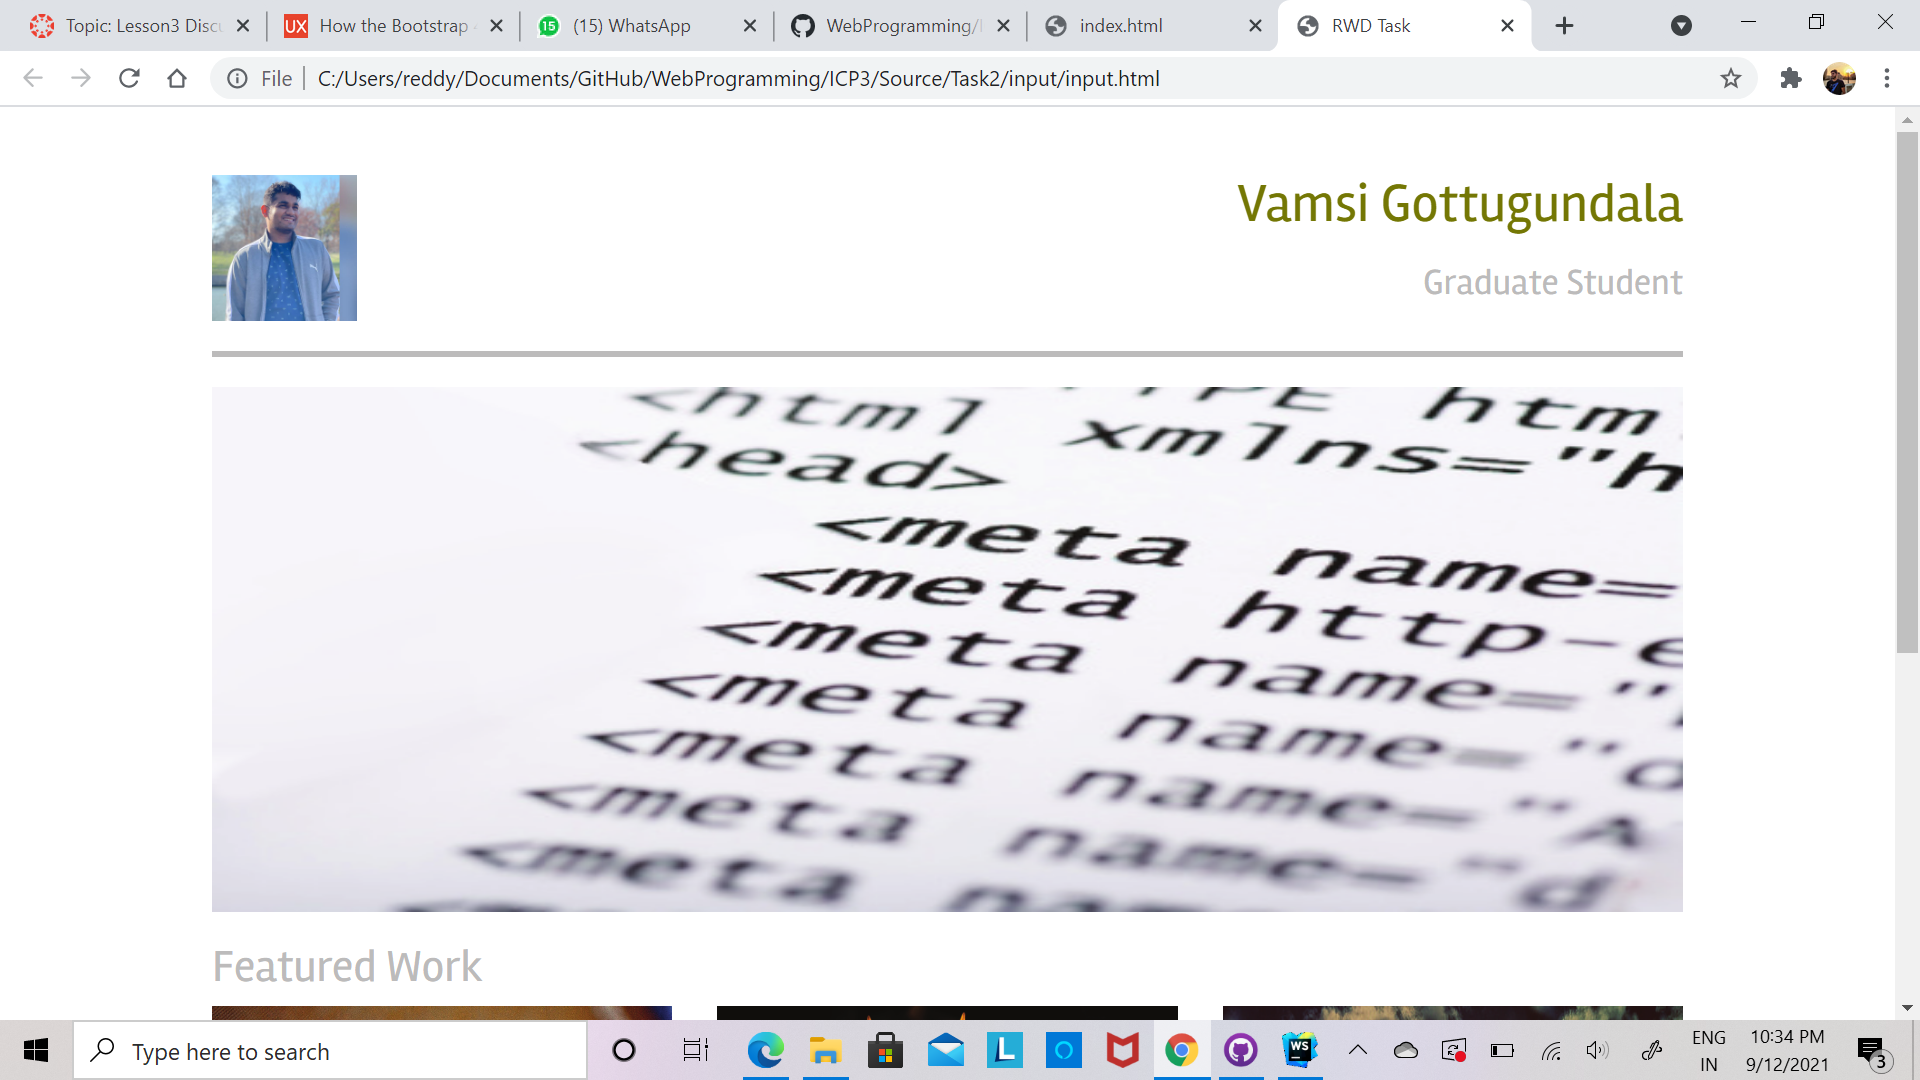 Topic: Lesson3 Discu
UX How the Bootstrap
15 (15) WhatsApp
WebProgramming/I
index.html
RWD Task
File C:/Users/reddy/Documents/GitHub/WebProgramming/ICP3/Source/Task2/input/input.html
Vamsi Gottugundala
Graduate Student
<html
TYPE htm
<head>
xmlns="h
<meta name=
<meta http-e
<meta name="
<meta name="d
<meta name="A
<meta name="d
<meta
Featured Work
Type here to search
L
WS
ENG
IN
10:34 PM
9/12/2021
3